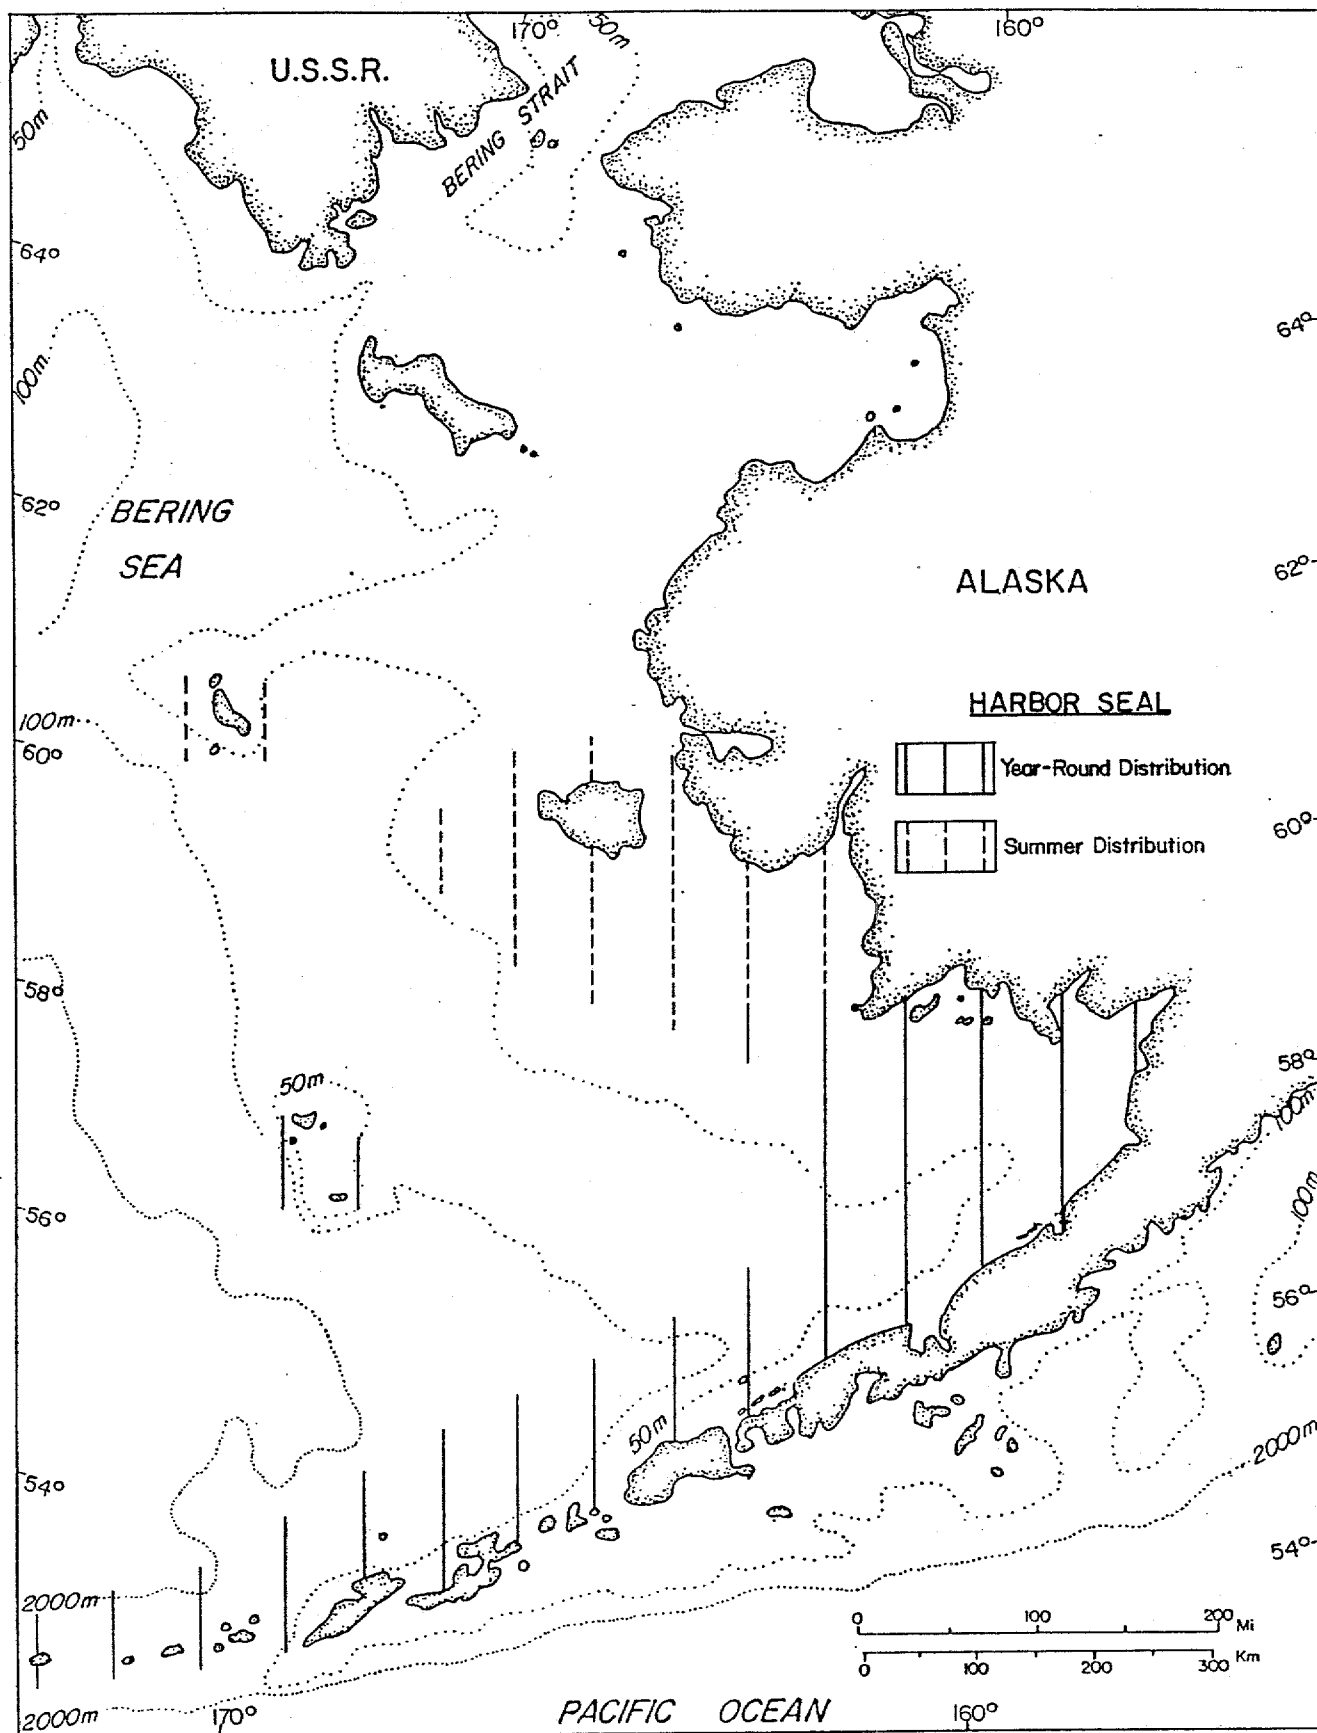 170°
50m
160°
U.S.S.R.
BERING STRAIT
50m
64°
64°
100m
62°
BERING
SEA
62°
ALASKA
HARBOR SEAL
100m
60°
Year-Round Distribution
60°
Summer Distribution
58°
58°
50m
100m
100m
56°
56°
50m
2000m
54°
54°
2000m
0 100 200 Mi
0 100 200 300 Km
2000m
170°
PACIFIC OCEAN
160°